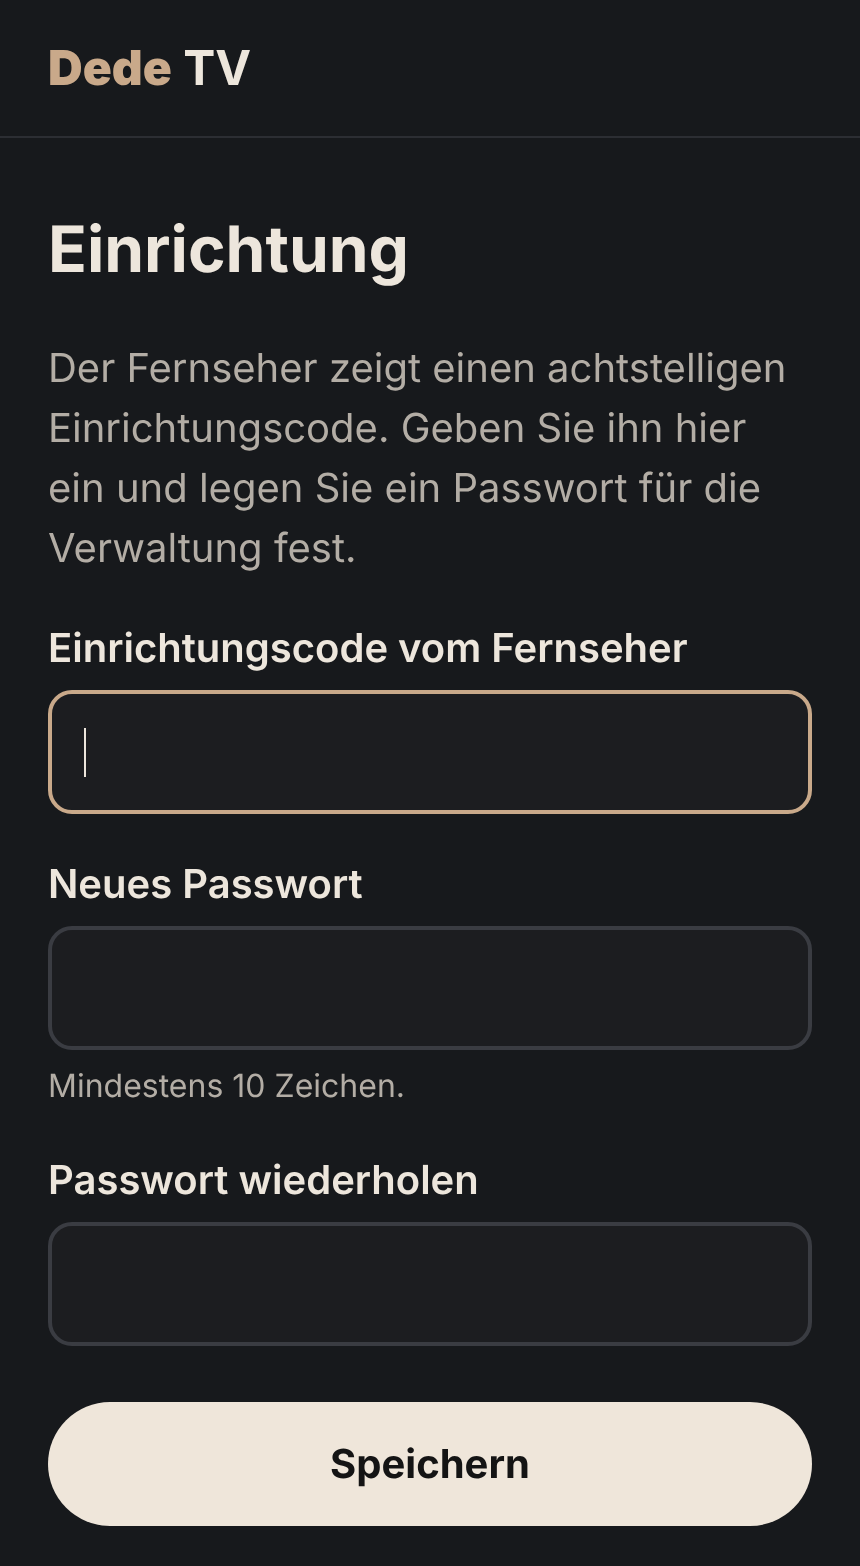 Dede TV
Einrichtung
Der Fernseher zeigt einen achtstelligen
Einrichtungscode. Geben Sie ihn hier
ein und legen Sie ein Passwort für die
Verwaltung fest.
Einrichtungscode vom Fernseher
Neues Passwort
Mindestens 10 Zeichen.
Passwort wiederholen
Speichern